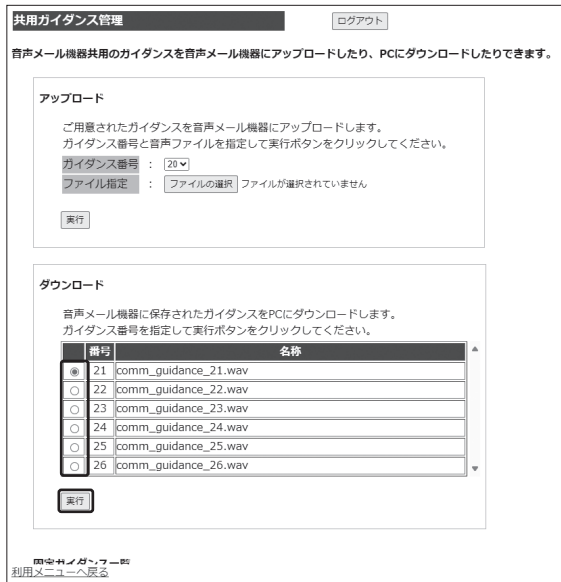 共用ガイダンス管理 ログアウト
音声メール機器共用のガイダンスを音声メール機器にアップロードしたり、PCにダウンロードしたりできます。
アップロード
ご用意されたガイダンスを音声メール機器にアップロードします。
ガイダンス番号と音声ファイルを指定して実行ボタンをクリックしてください。
ガイダンス番号 : 20
ファイル指定 : ファイルの選択 ファイルが選択されていません
実行
ダウンロード
音声メール機器に保存されたガイダンスをPCにダウンロードします。
ガイダンス番号を指定して実行ボタンをクリックしてください。
番号 名称
21 comm_guidance_21.wav
22 comm_guidance_22.wav
23 comm_guidance_23.wav
24 comm_guidance_24.wav
25 comm_guidance_25.wav
26 comm_guidance_26.wav
実行
固定ガイダンス一覧
利用メニューへ戻る